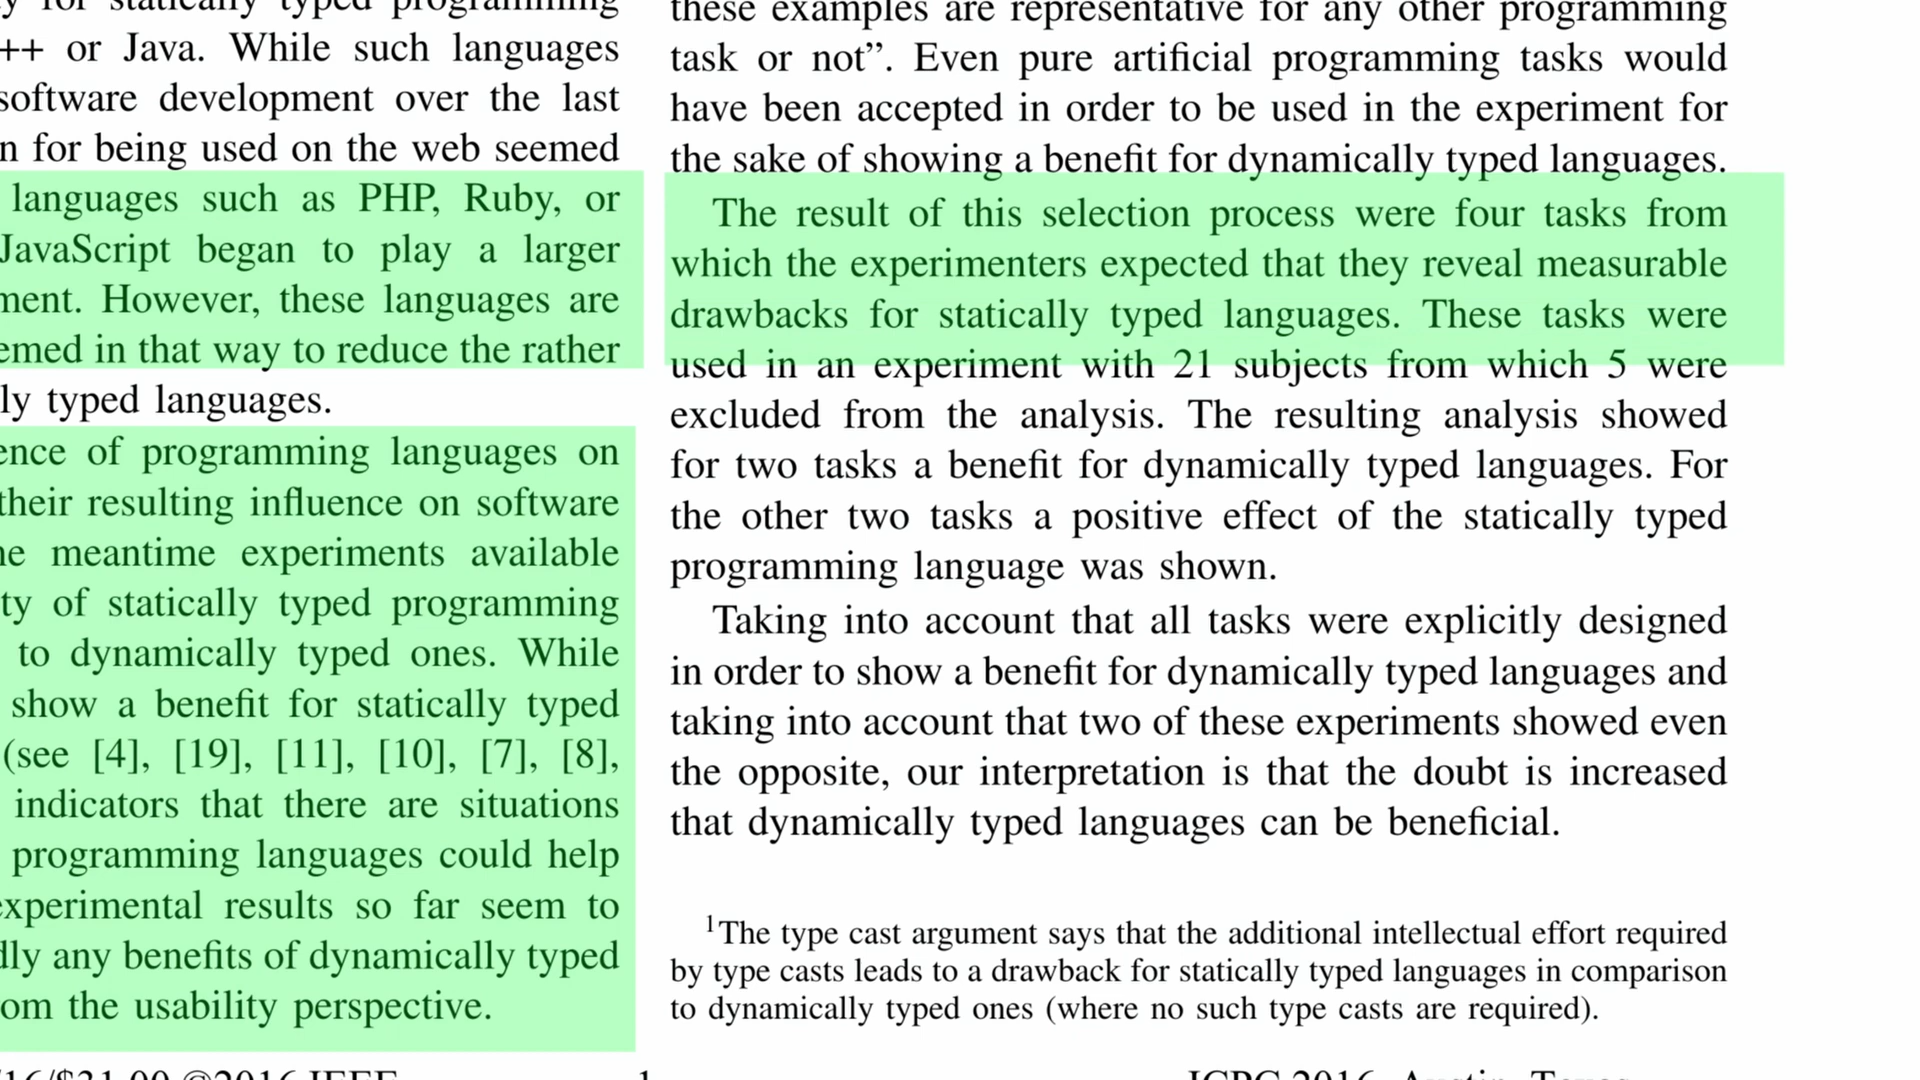 for statically typed programming
++ or Java. While such languages
software development over the last
n for being used on the web seemed
languages such as PHP, Ruby, or
JavaScript began to play a larger
ment. However, these languages are
emed in that way to reduce the rather
ly typed languages.
ence of programming languages on
their resulting influence on software
he meantime experiments available
ty of statically typed programming
to dynamically typed ones. While
show a benefit for statically typed
(see [4], [19], [11], [10], [7], [8],
indicators that there are situations
programming languages could help
experimental results so far seem to
dly any benefits of dynamically typed
om the usability perspective.
these examples are representative for any other programming
task or not”. Even pure artificial programming tasks would
have been accepted in order to be used in the experiment for
the sake of showing a benefit for dynamically typed languages.
The result of this selection process were four tasks from
which the experimenters expected that they reveal measurable
drawbacks for statically typed languages. These tasks were
used in an experiment with 21 subjects from which 5 were
excluded from the analysis. The resulting analysis showed
for two tasks a benefit for dynamically typed languages. For
the other two tasks a positive effect of the statically typed
programming language was shown.
Taking into account that all tasks were explicitly designed
in order to show a benefit for dynamically typed languages and
taking into account that two of these experiments showed even
the opposite, our interpretation is that the doubt is increased
that dynamically typed languages can be beneficial.
1The type cast argument says that the additional intellectual effort required
by type casts leads to a drawback for statically typed languages in comparison
to dynamically typed ones (where no such type casts are required).
16/$31.00 ©2016 IEEE
1
ICPC 2016, Austin, Texas